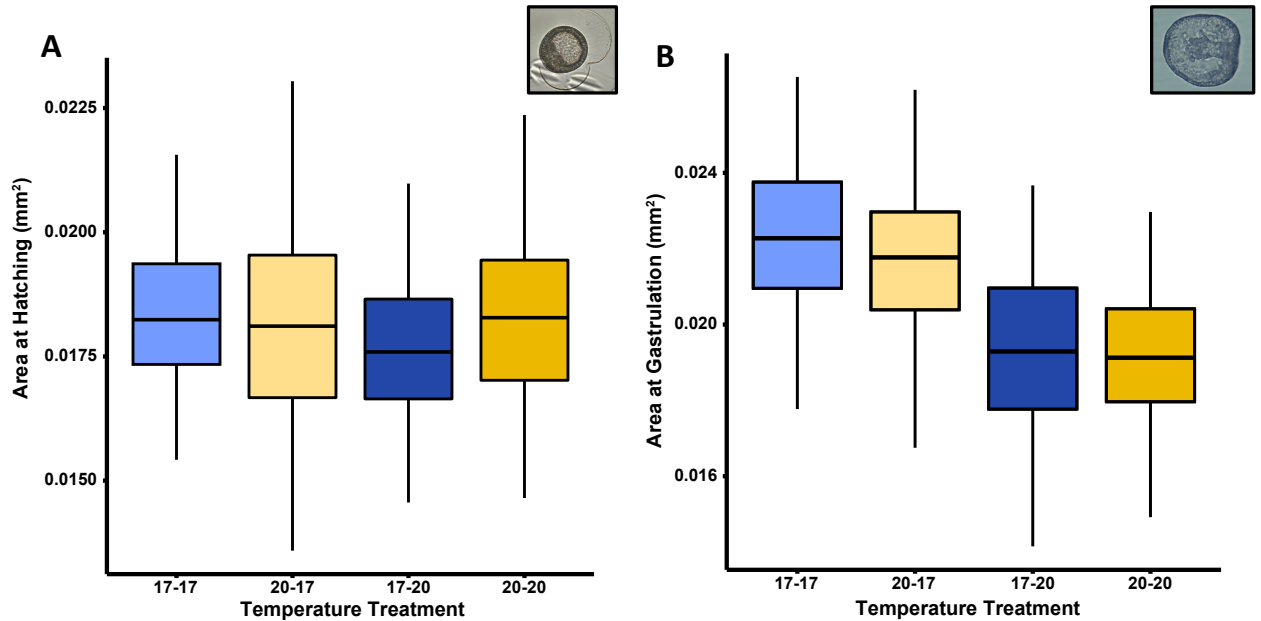 A
Area at Hatching (mm²)
0.0225
0.0200
0.0175
0.0150
17-17 20-17 17-20 20-20
Temperature Treatment
B
Area at Gastrulation (mm²)
0.024
0.020
0.016
17-17 20-17 17-20 20-20
Temperature Treatment